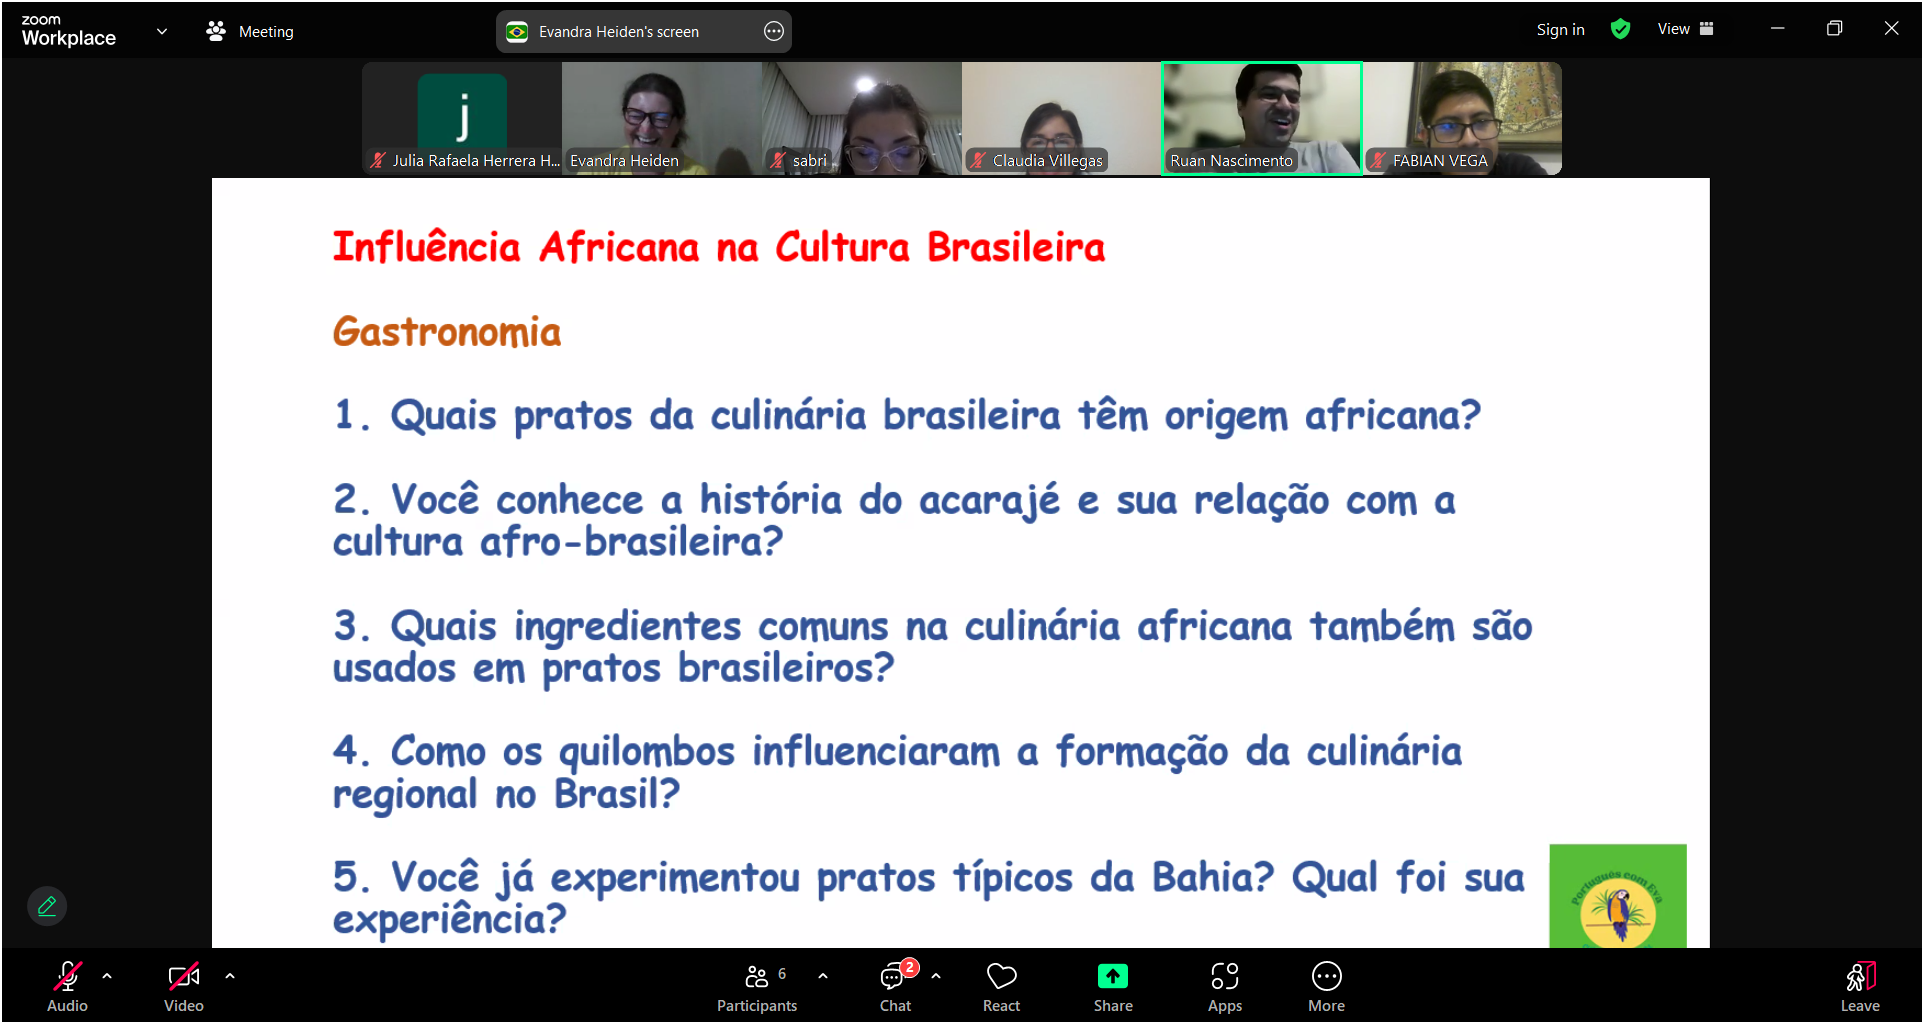 zoom
Workplace
Meeting
Evandra Heiden's screen
Sign in
View
j
Julia Rafaela Herrera H...
Evandra Heiden
sabri
Claudia Villegas
Ruan Nascimento
FABIAN VEGA
Influência Africana na Cultura Brasileira
Gastronomia
1. Quais pratos da culinária brasileira têm origem africana?
2. Você conhece a história do acarajé e sua relação com a
cultura afro-brasileira?
3. Quais ingredientes comuns na culinária africana também são
usados em pratos brasileiros?
4. Como os quilombos influenciaram a formação da culinária
regional no Brasil?
5. Você já experimentou pratos típicos da Bahia? Qual foi sua
experiência?
Português com Eva
Audio
Video
6
Participants
2
Chat
React
Share
Apps
More
Leave